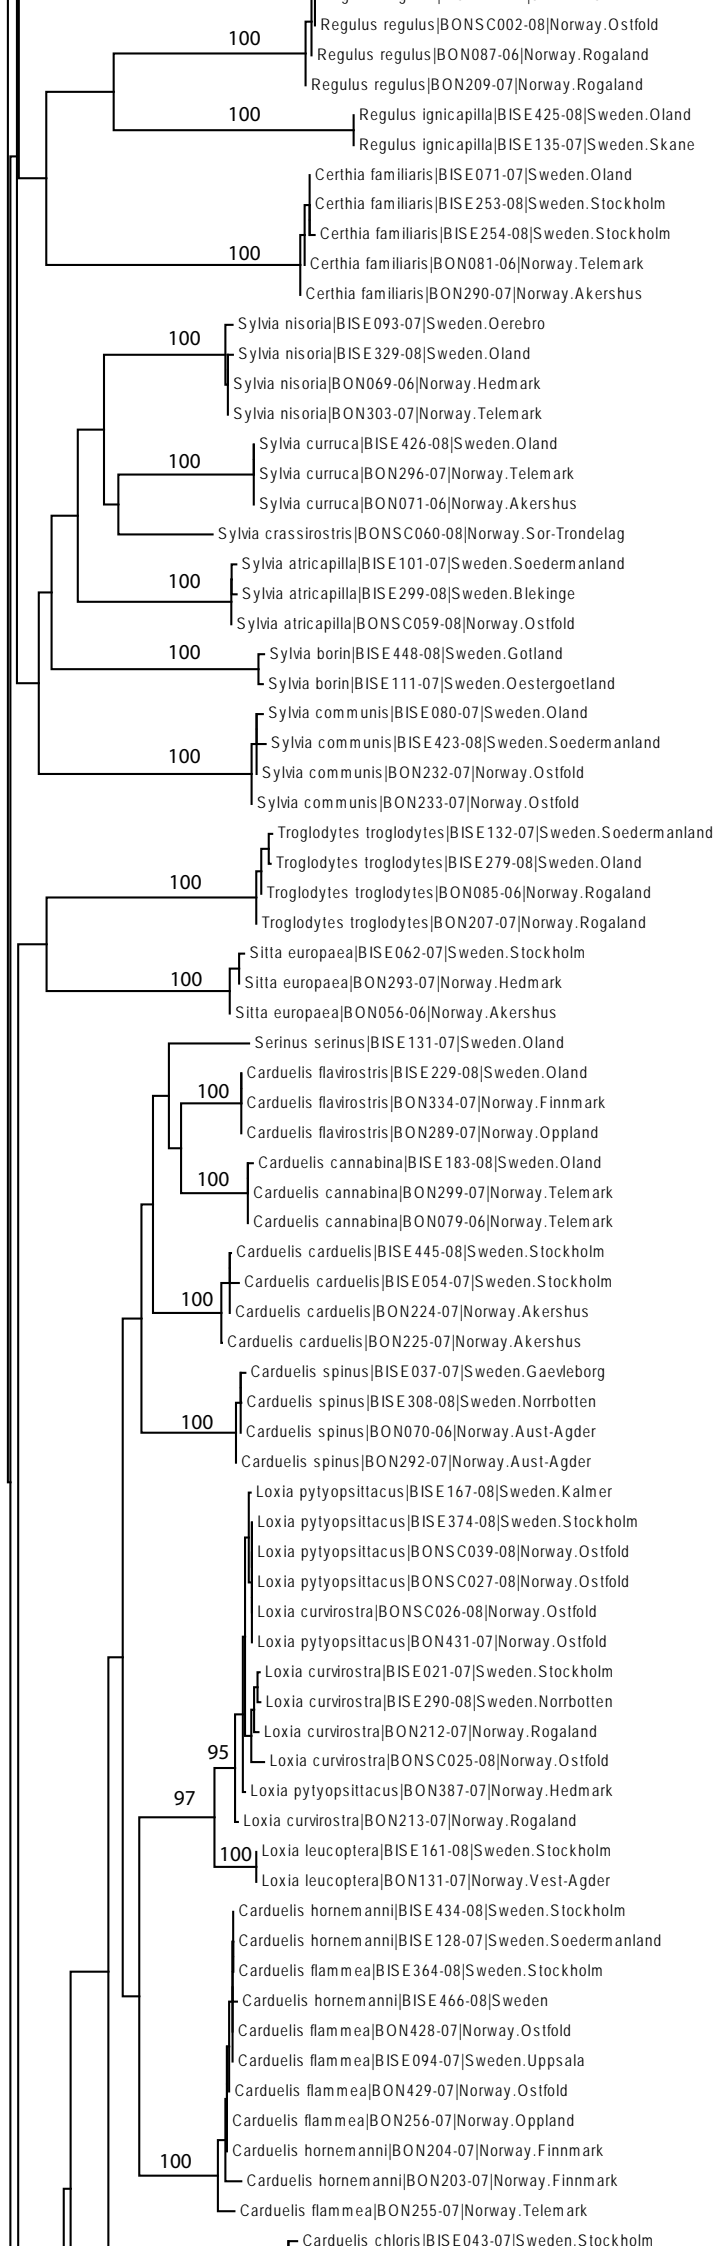 Regulus regulus|BONSC002-08|Norway.Ostfold
100
Regulus regulus|BON087-06|Norway.Rogaland
Regulus regulus|BON209-07|Norway.Rogaland
100
Regulus ignicapilla|BISE425-08|Sweden.Oland
Regulus ignicapilla|BISE135-07|Sweden.Skane
Certhia familiaris|BISE071-07|Sweden.Oland
Certhia familiaris|BISE253-08|Sweden.Stockholm
Certhia familiaris|BISE254-08|Sweden.Stockholm
100
Certhia familiaris|BON081-06|Norway.Telemark
Certhia familiaris|BON290-07|Norway.Akershus
Sylvia nisoria|BISE093-07|Sweden.Oerebro
100
Sylvia nisoria|BISE329-08|Sweden.Oland
Sylvia nisoria|BON069-06|Norway.Hedmark
Sylvia nisoria|BON303-07|Norway.Telemark
Sylvia curruca|BISE426-08|Sweden.Oland
100
Sylvia curruca|BON296-07|Norway.Telemark
Sylvia curruca|BON071-06|Norway.Akershus
Sylvia crassirostris|BONSC060-08|Norway.Sor-Trondelag
Sylvia atricapilla|BISE101-07|Sweden.Soedermanland
100
Sylvia atricapilla|BISE299-08|Sweden.Blekinge
Sylvia atricapilla|BONSC059-08|Norway.Ostfold
100
Sylvia borin|BISE448-08|Sweden.Gotland
Sylvia borin|BISE111-07|Sweden.Oestergoetland
Sylvia communis|BISE080-07|Sweden.Oland
Sylvia communis|BISE423-08|Sweden.Soedermanland
100
Sylvia communis|BON232-07|Norway.Ostfold
Sylvia communis|BON233-07|Norway.Ostfold
Troglodytes troglodytes|BISE132-07|Sweden.Soedermanland
Troglodytes troglodytes|BISE279-08|Sweden.Oland
100
Troglodytes troglodytes|BON085-06|Norway.Rogaland
Troglodytes troglodytes|BON207-07|Norway.Rogaland
Sitta europaea|BISE062-07|Sweden.Stockholm
100
Sitta europaea|BON293-07|Norway.Hedmark
Sitta europaea|BON056-06|Norway.Akershus
Serinus serinus|BISE131-07|Sweden.Oland
Carduelis flavirostris|BISE229-08|Sweden.Oland
100
Carduelis flavirostris|BON334-07|Norway.Finnmark
Carduelis flavirostris|BON289-07|Norway.Oppland
Carduelis cannabina|BISE183-08|Sweden.Oland
100
Carduelis cannabina|BON299-07|Norway.Telemark
Carduelis cannabina|BON079-06|Norway.Telemark
Carduelis carduelis|BISE445-08|Sweden.Stockholm
Carduelis carduelis|BISE054-07|Sweden.Stockholm
100
Carduelis carduelis|BON224-07|Norway.Akershus
Carduelis carduelis|BON225-07|Norway.Akershus
Carduelis spinus|BISE037-07|Sweden.Gaevleborg
Carduelis spinus|BISE308-08|Sweden.Norrbotten
100
Carduelis spinus|BON070-06|Norway.Aust-Agder
Carduelis spinus|BON292-07|Norway.Aust-Agder
Loxia pytyopsittacus|BISE167-08|Sweden.Kalmer
Loxia pytyopsittacus|BISE374-08|Sweden.Stockholm
Loxia pytyopsittacus|BONSC039-08|Norway.Ostfold
Loxia pytyopsittacus|BONSC027-08|Norway.Ostfold
Loxia curvirostra|BONSC026-08|Norway.Ostfold
Loxia pytyopsittacus|BON431-07|Norway.Ostfold
Loxia curvirostra|BISE021-07|Sweden.Stockholm
Loxia curvirostra|BISE290-08|Sweden.Norrbotten
Loxia curvirostra|BON212-07|Norway.Rogaland
95
Loxia curvirostra|BONSC025-08|Norway.Ostfold
Loxia pytyopsittacus|BON387-07|Norway.Hedmark
97
Loxia curvirostra|BON213-07|Norway.Rogaland
Loxia leucoptera|BISE161-08|Sweden.Stockholm
100
Loxia leucoptera|BON131-07|Norway.Vest-Agder
Carduelis hornemanni|BISE434-08|Sweden.Stockholm
Carduelis hornemanni|BISE128-07|Sweden.Soedermanland
Carduelis flammea|BISE364-08|Sweden.Stockholm
Carduelis hornemanni|BISE466-08|Sweden
Carduelis flammea|BON428-07|Norway.Ostfold
Carduelis flammea|BISE094-07|Sweden.Uppsala
Carduelis flammea|BON429-07|Norway.Ostfold
Carduelis flammea|BON256-07|Norway.Oppland
Carduelis hornemanni|BON204-07|Norway.Finnmark
100
Carduelis hornemanni|BON203-07|Norway.Finnmark
Carduelis flammea|BON255-07|Norway.Telemark
Carduelis chloris|BISE043-07|Sweden.Stockholm